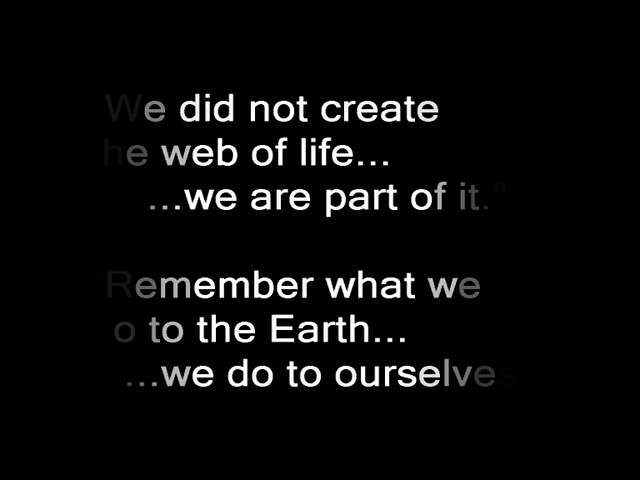 We did not create
he web of life...
...we are part of it."
Remember what we
o to the Earth...
...we do to ourselves